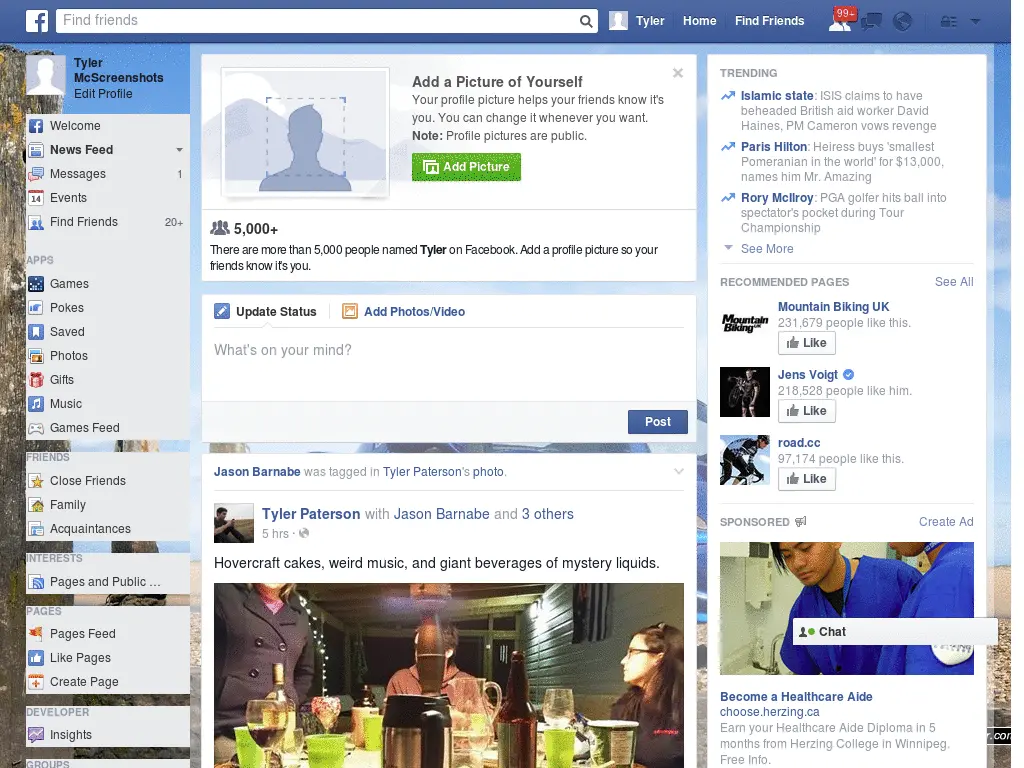 Find friends
Tyler
Home
Find Friends
99+
Tyler
McScreenshots
Edit Profile
Welcome
News Feed
Messages 1
14 Events
Find Friends 20+
APPS
Games
Pokes
Saved
Photos
Gifts
Music
Games Feed
FRIENDS
Close Friends
Family
Acquaintances
INTERESTS
Pages and Public ...
PAGES
Pages Feed
Like Pages
Create Page
DEVELOPER
Insights
GROUPS
Add a Picture of Yourself
Your profile picture helps your friends know it's
you. You can change it whenever you want.
Note: Profile pictures are public.
Add Picture
5,000+
There are more than 5,000 people named Tyler on Facebook. Add a profile picture so your
friends know it's you.
Update Status
Add Photos/Video
What's on your mind?
Post
Jason Barnabe was tagged in Tyler Paterson's photo.
Tyler Paterson with Jason Barnabe and 3 others
5 hrs ·
Hovercraft cakes, weird music, and giant beverages of mystery liquids.
TRENDING
Islamic state: ISIS claims to have
beheaded British aid worker David
Haines, PM Cameron vows revenge
Paris Hilton: Heiress buys 'smallest
Pomeranian in the world' for $13,000,
names him Mr. Amazing
Rory McIlroy: PGA golfer hits ball into
spectator's pocket during Tour
Championship
See More
RECOMMENDED PAGES See All
Mountain
Biking UK
Mountain Biking UK
231,679 people like this.
Like
Jens Voigt
218,528 people like him.
Like
road.cc
97,174 people like this.
Like
SPONSORED Create Ad
Chat
Become a Healthcare Aide
choose.herzing.ca
Earn your Healthcare Aide Diploma in 5
months from Herzing College in Winnipeg.
Free Info.